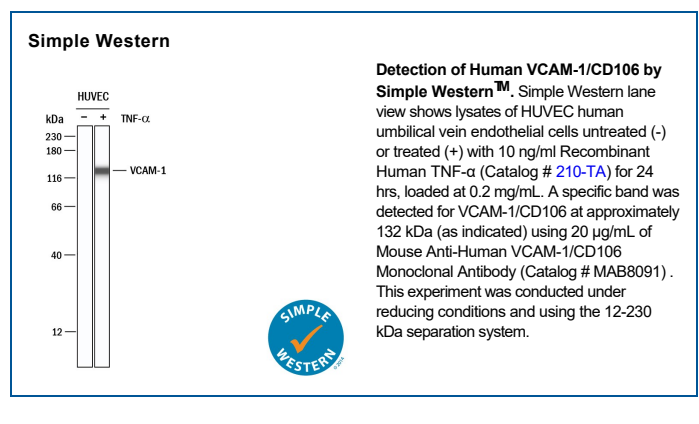 Simple Western
HUVEC
kDa – + TNF-α
230
180
VCAM-1
116
66
40
12
SIMPLE
WESTERN
©2014
Detection of Human VCAM-1/CD106 by
Simple Western™. Simple Western lane
view shows lysates of HUVEC human
umbilical vein endothelial cells untreated (-)
or treated (+) with 10 ng/ml Recombinant
Human TNF-α (Catalog # 210-TA) for 24
hrs, loaded at 0.2 mg/mL. A specific band was
detected for VCAM-1/CD106 at approximately
132 kDa (as indicated) using 20 µg/mL of
Mouse Anti-Human VCAM-1/CD106
Monoclonal Antibody (Catalog # MAB8091) .
This experiment was conducted under
reducing conditions and using the 12-230
kDa separation system.